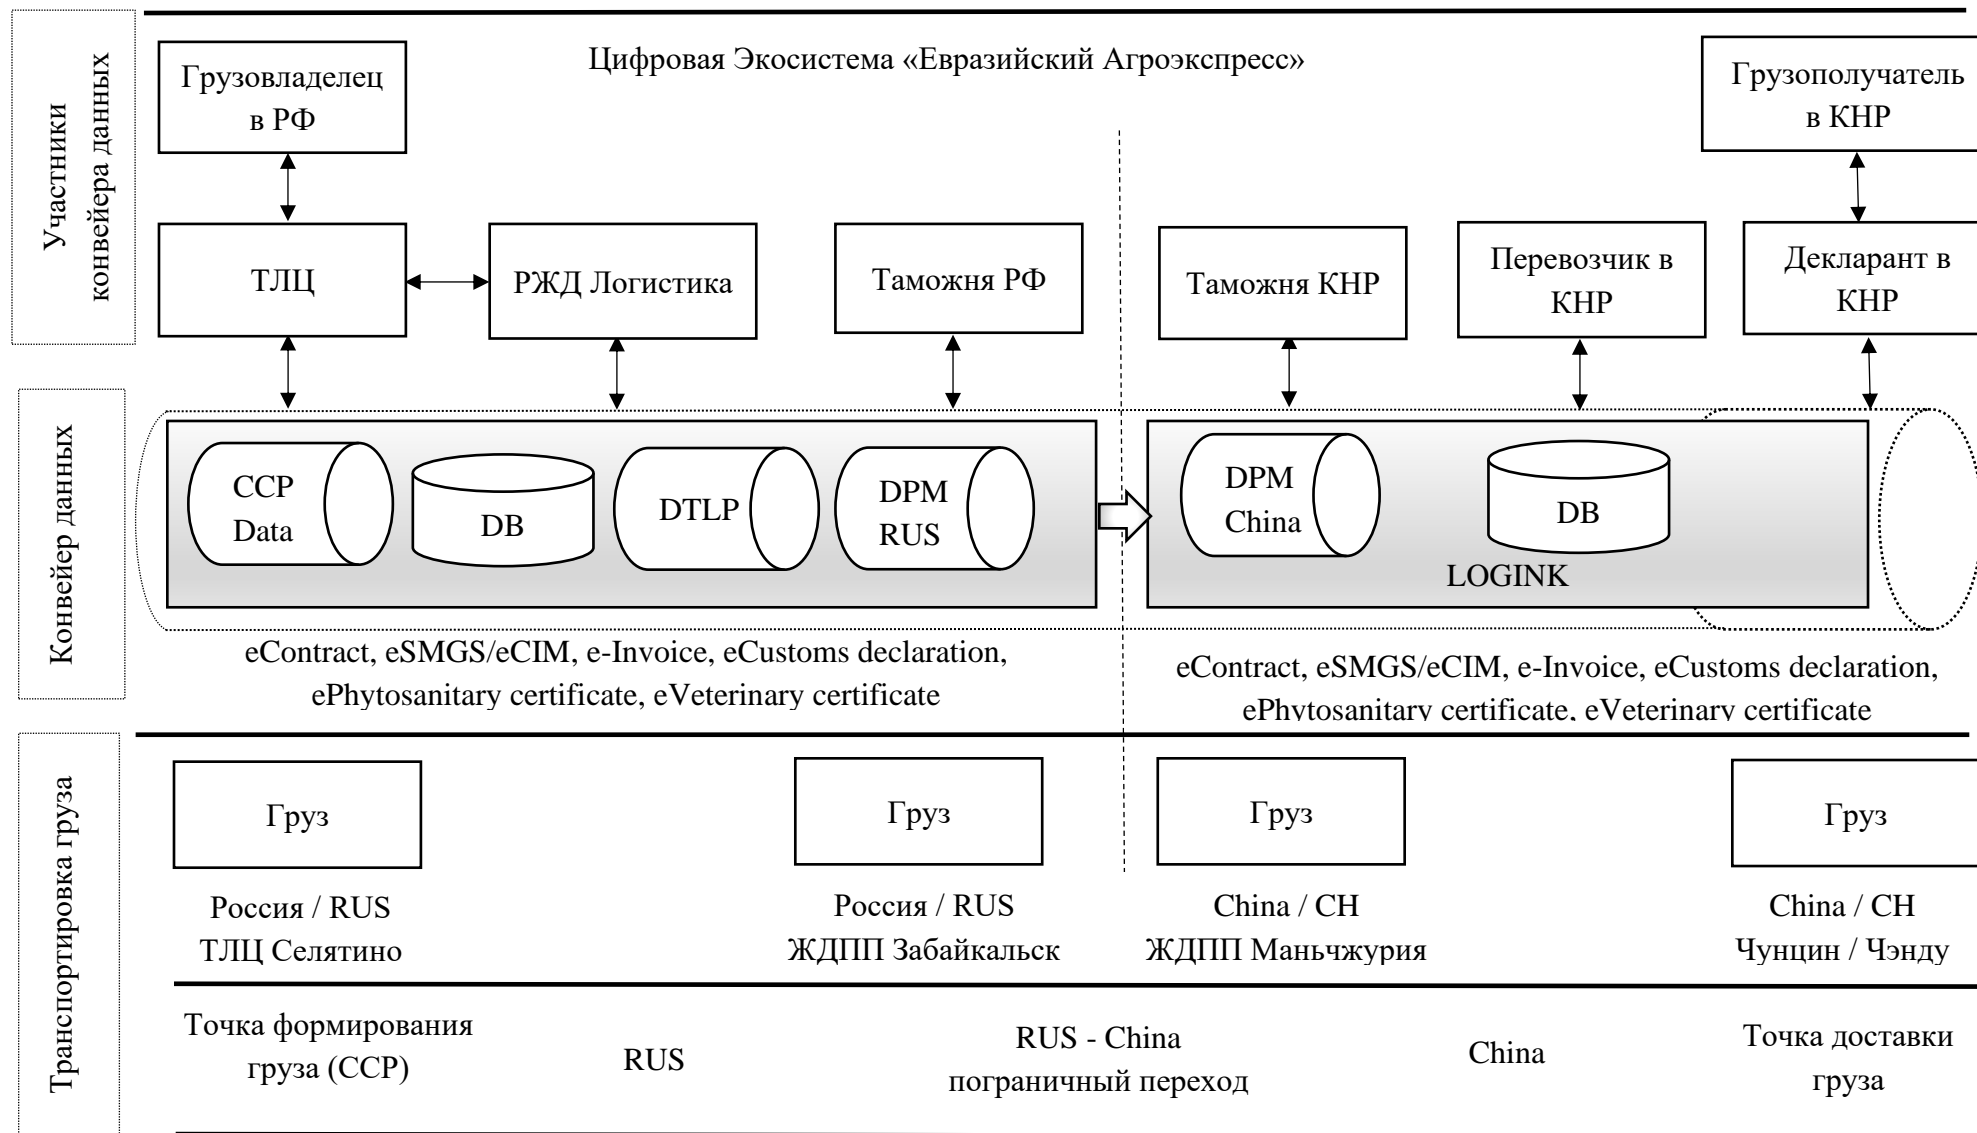 Цифровая Экосистема «Евразийский Агроэкспресс»
Участники
конвейера данных
Грузовладелец
в РФ
Грузополучатель
в КНР
ТЛЦ
РЖД Логистика
Таможня РФ
Таможня КНР
Перевозчик в
КНР
Декларант в
КНР
Конвейер данных
CCP
Data
DB
DTLP
DPM
RUS
DPM
China
DB
LOGINK
eContract, eSMGS/eCIM, e-Invoice, eCustoms declaration,
ePhytosanitary certificate, eVeterinary certificate
eContract, eSMGS/eCIM, e-Invoice, eCustoms declaration,
ePhytosanitary certificate, eVeterinary certificate
Транспортировка груза
Груз
Груз
Груз
Груз
Россия / RUS
ТЛЦ Селятино
Россия / RUS
ЖДПП Забайкальск
China / CH
ЖДПП Маньчжурия
China / CH
Чунцин / Чэнду
Точка формирования
груза (CCP)
RUS
RUS - China
пограничный переход
China
Точка доставки
груза